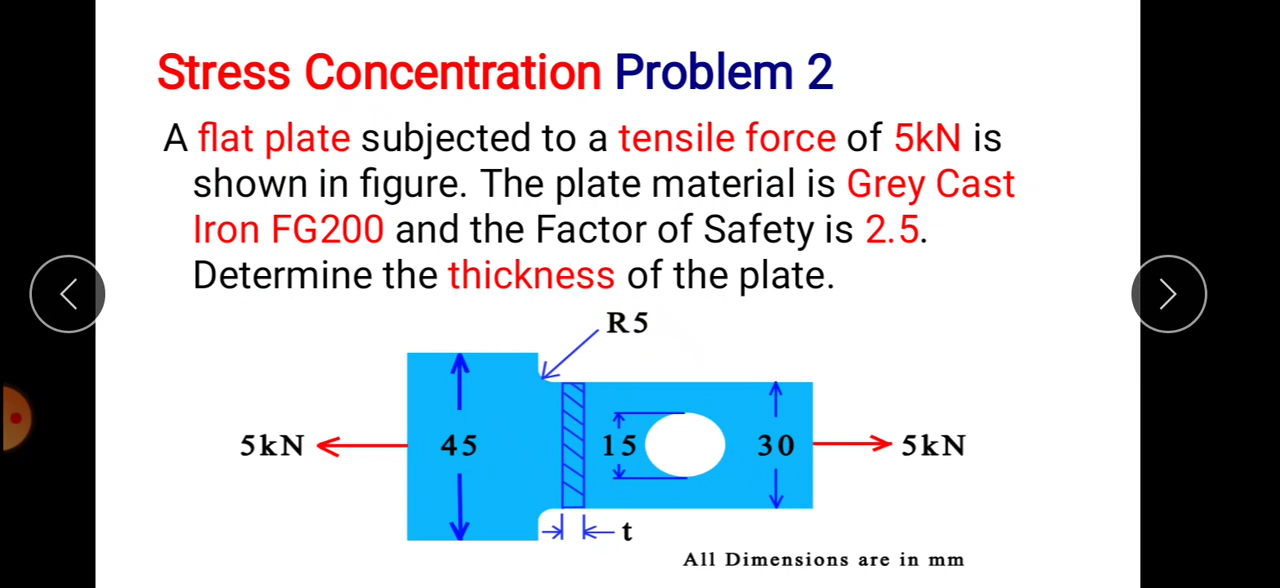 Stress Concentration Problem 2
A flat plate subjected to a tensile force of 5kN is
shown in figure. The plate material is Grey Cast
Iron FG200 and the Factor of Safety is 2.5.
Determine the thickness of the plate.
R5
5kN
45
15
30
5kN
t
All Dimensions are in mm